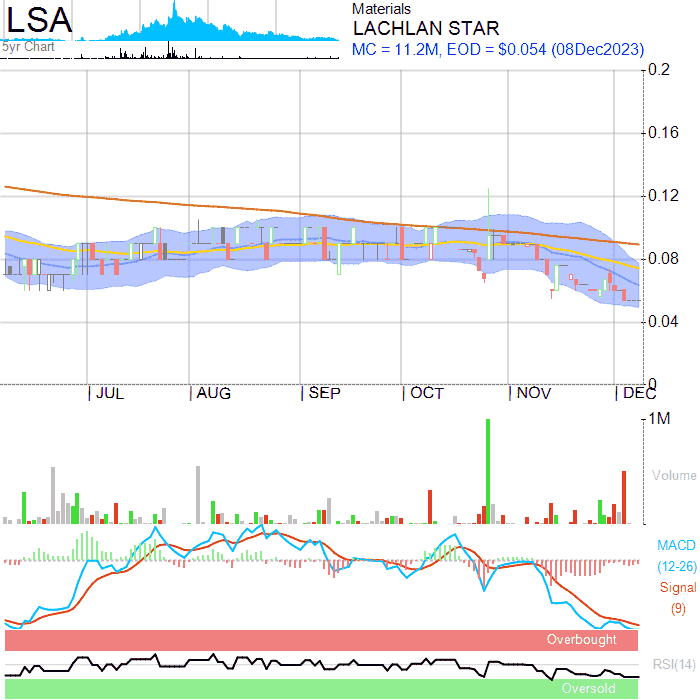 LSA
5yr Chart
Materials
LACHLAN STAR
MC = 11.2M, EOD = $0.054 (08Dec2023)
0.2
0.16
0.12
0.08
0.04
0
JUL AUG SEP OCT NOV DEC
1M
Volume
MACD
(12-26)
Signal
(9)
Overbought
RSI(14)
Oversold